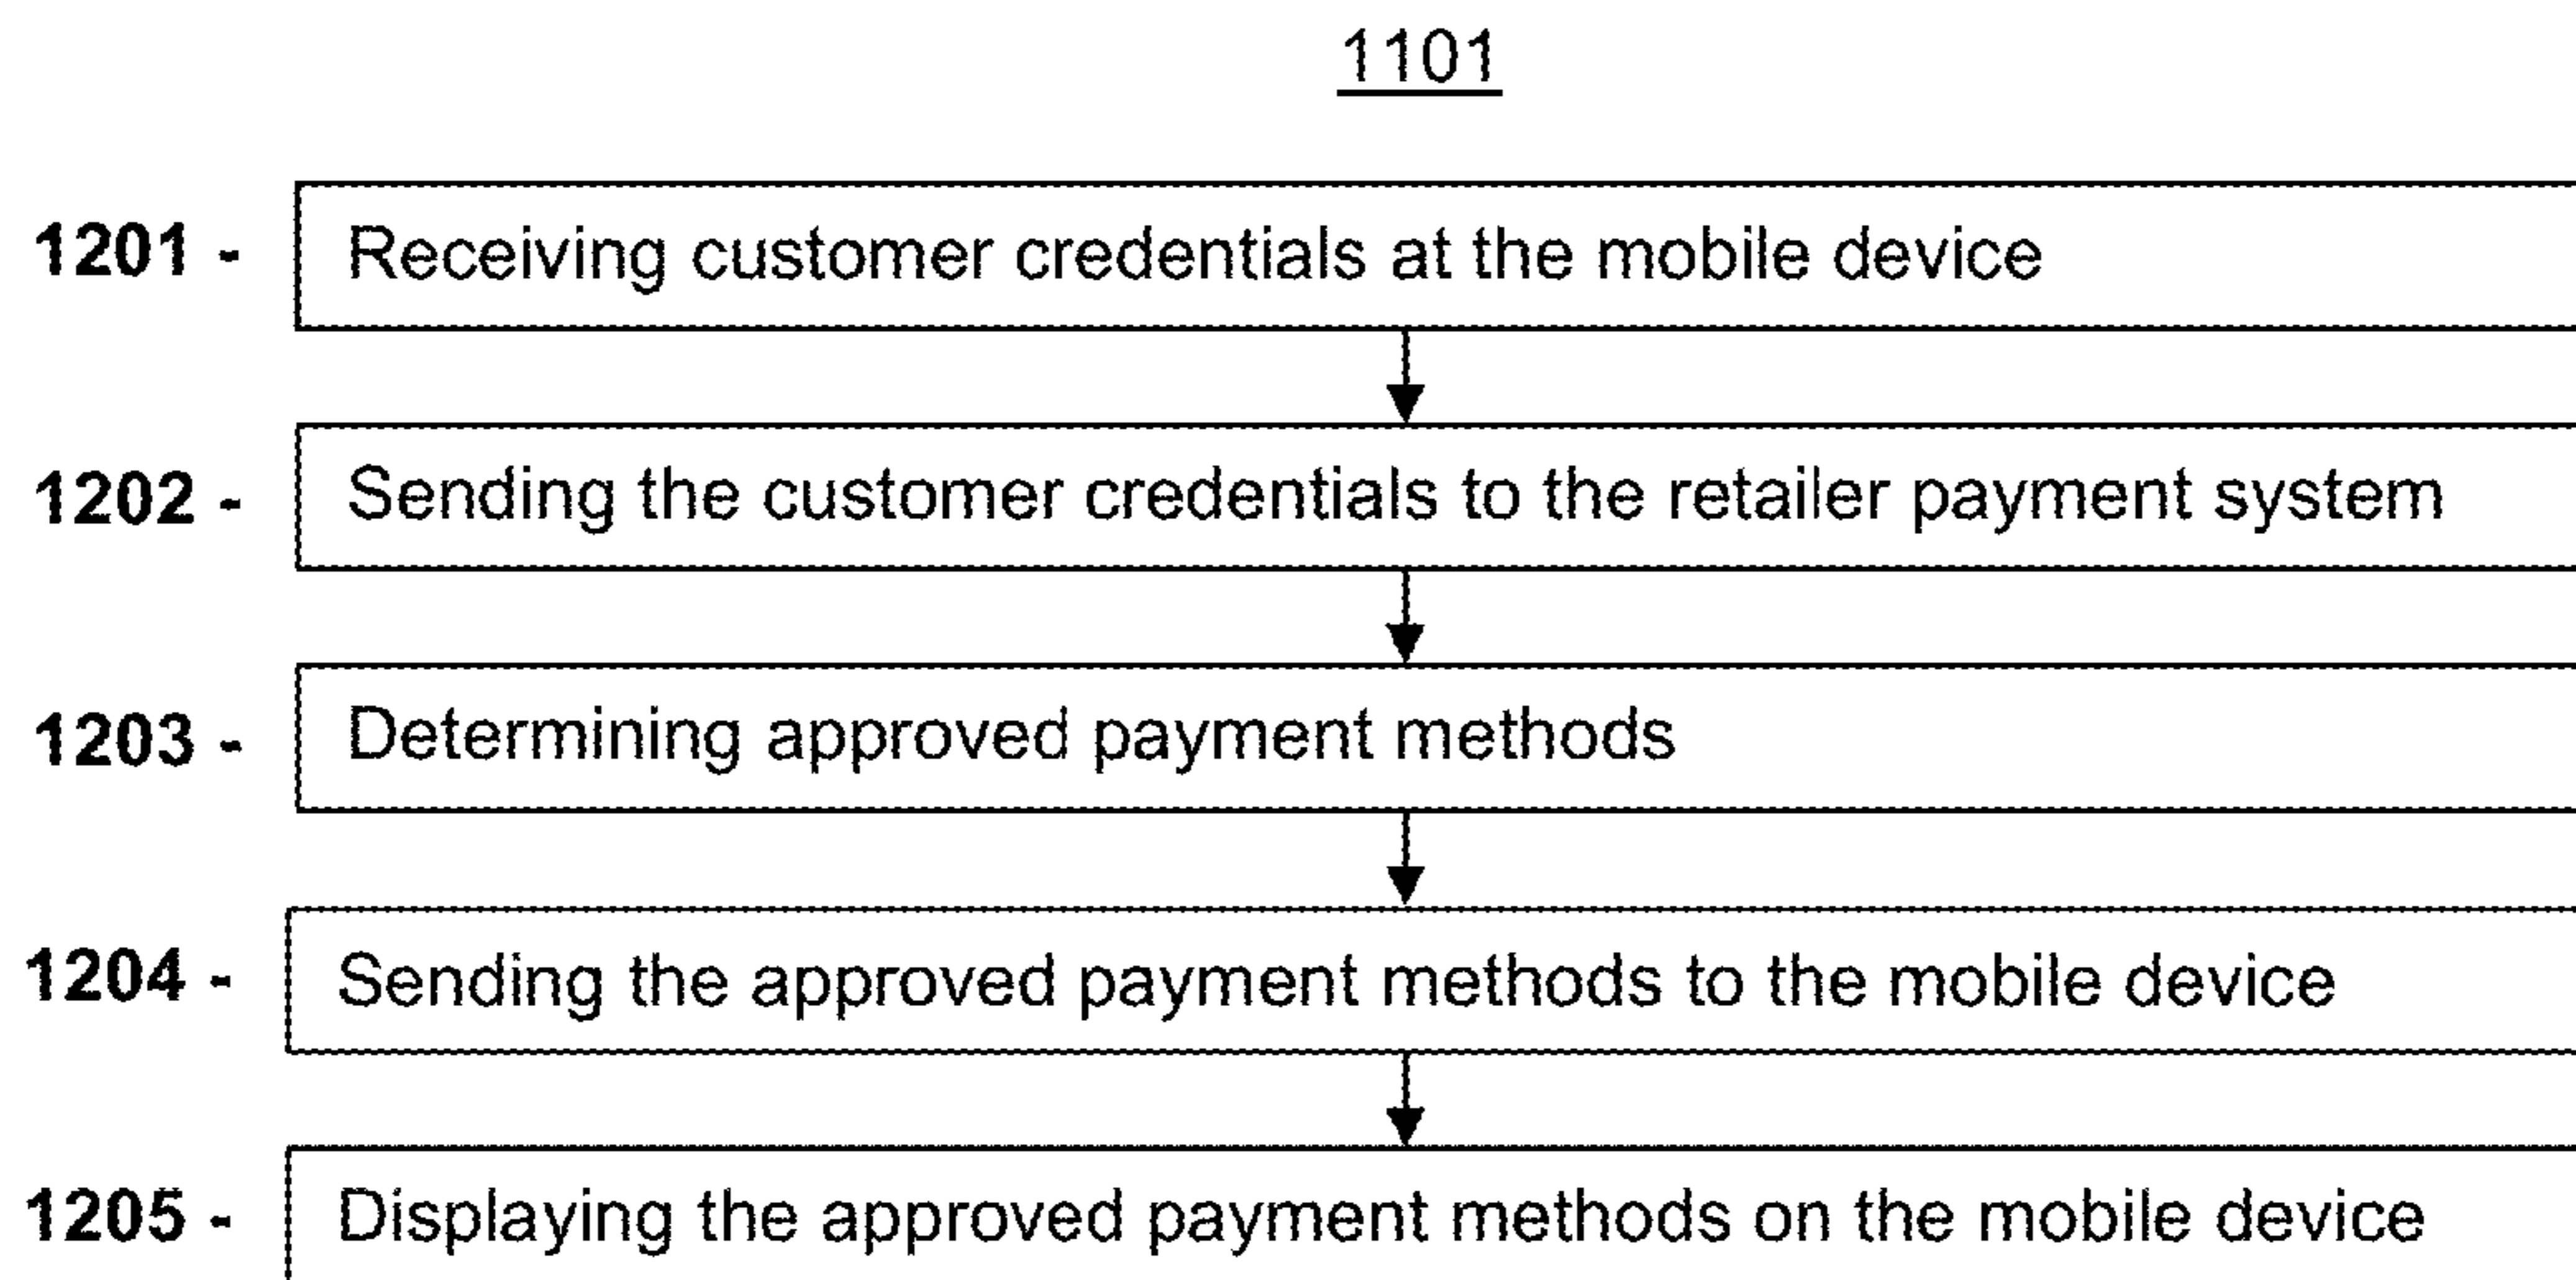 1101
1201 - Receiving customer credentials at the mobile device
1202 - Sending the customer credentials to the retailer payment system
1203 - Determining approved payment methods
1204 - Sending the approved payment methods to the mobile device
1205 - Displaying the approved payment methods on the mobile device